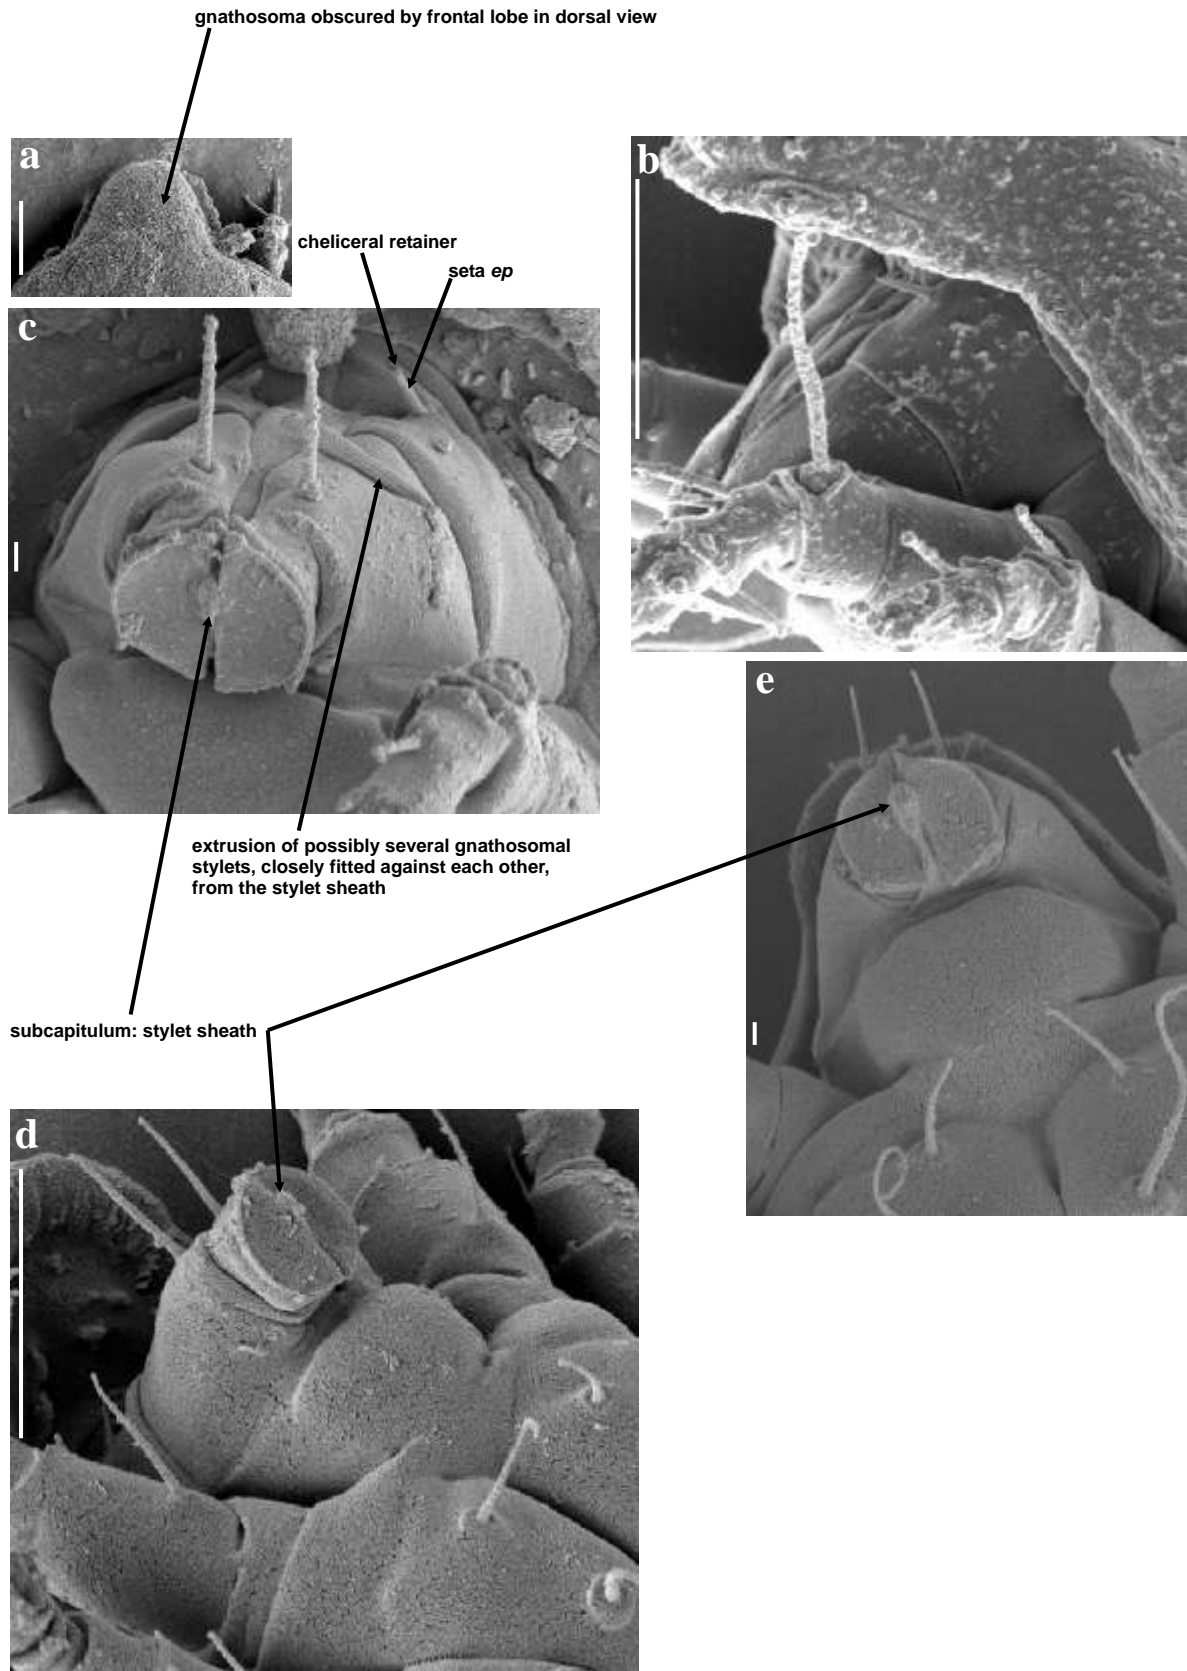 gnathosoma obscured by frontal lobe in dorsal view
a
b
cheliceral retainer
seta ep
c
e
extrusion of possibly several gnathosomal
stylets, closely fitted against each other,
from the stylet sheath
subcapitulum: stylet sheath
d